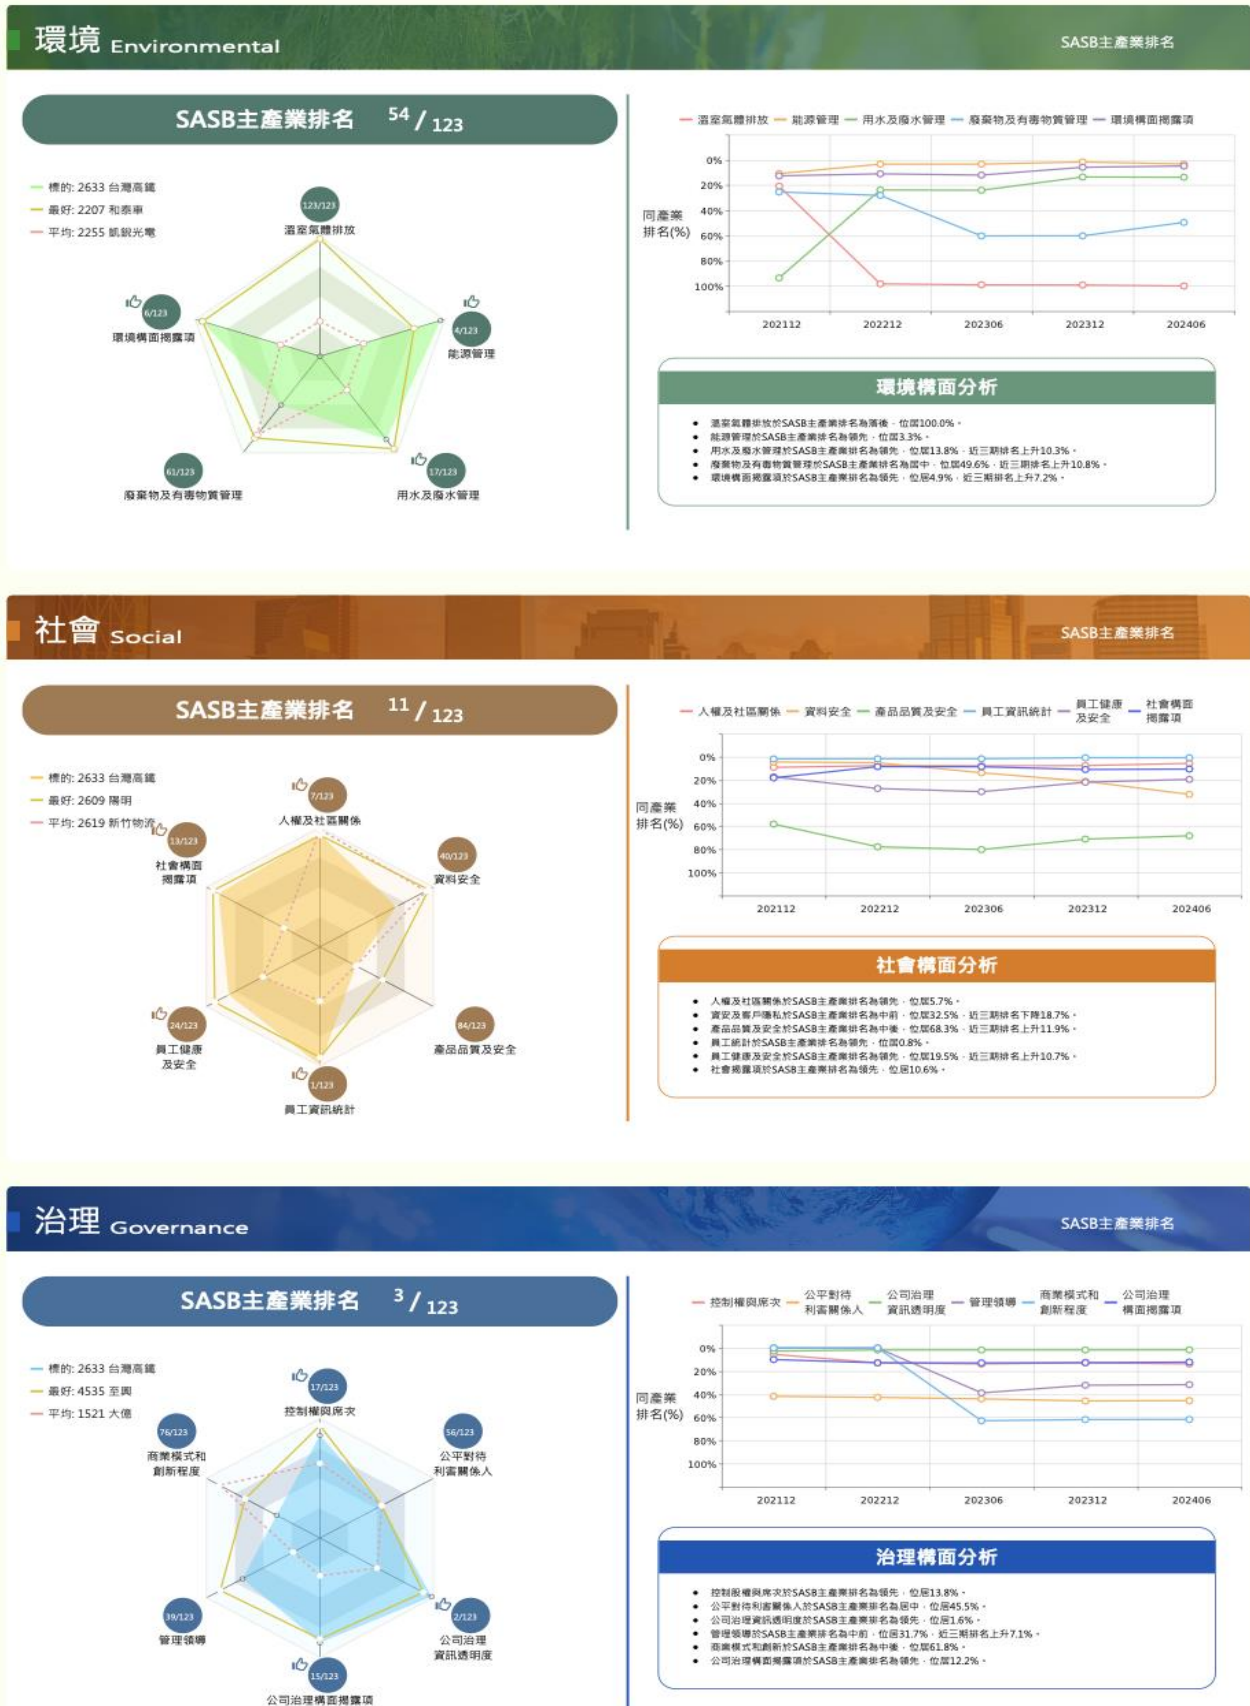 環境 Environmental
SASB主產業排名
SASB主產業排名 54 / 123
標的: 2633 台灣高鐵
最好: 2207 和泰車
平均: 2255 凱銳光電
123/123
溫室氣體排放
4/123
能源管理
17/123
用水及廢水管理
61/123
廢棄物及有毒物質管理
6/123
環境構面揭露項
溫室氣體排放 能源管理 用水及廢水管理 廢棄物及有毒物質管理 環境構面揭露項
同產業
排名(%)
0%
20%
40%
60%
80%
100%
202112 202212 202306 202312 202406
環境構面分析
• 溫室氣體排放於SASB主產業排名為落後，位居100.0%。
• 能源管理於SASB主產業排名為領先，位居3.3%。
• 用水及廢水管理於SASB主產業排名為領先，位居13.8%，近三期排名上升10.3%。
• 廢棄物及有毒物質管理於SASB主產業排名為居中，位居49.6%，近三期排名上升10.8%。
• 環境構面揭露項於SASB主產業排名為領先，位居4.9%，近三期排名上升7.2%。
社會 Social
SASB主產業排名
SASB主產業排名 11 / 123
標的: 2633 台灣高鐵
最好: 2609 陽明
平均: 2619 新竹物流
7/123
人權及社區關係
40/123
資料安全
84/123
產品品質及安全
1/123
員工資訊統計
24/123
員工健康
及安全
13/123
社會構面
揭露項
人權及社區關係 資料安全 產品品質及安全 員工資訊統計 員工健康及安全 社會構面揭露項
同產業
排名(%)
0%
20%
40%
60%
80%
100%
202112 202212 202306 202312 202406
社會構面分析
• 人權及社區關係於SASB主產業排名為領先，位居5.7%。
• 資安及客戶隱私於SASB主產業排名為中前，位居32.5%，近三期排名下降18.7%。
• 產品品質及安全於SASB主產業排名為中後，位居68.3%，近三期排名上升11.9%。
• 員工統計於SASB主產業排名為領先，位居0.8%。
• 員工健康及安全於SASB主產業排名為領先，位居19.5%，近三期排名上升10.7%。
• 社會揭露項於SASB主產業排名為領先，位居10.6%。
治理 Governance
SASB主產業排名
SASB主產業排名 3 / 123
標的: 2633 台灣高鐵
最好: 4535 至興
平均: 1521 大億
17/123
控制權與席次
56/123
公平對待
利害關係人
2/123
公司治理
資訊透明度
15/123
公司治理構面揭露項
39/123
管理領導
76/123
商業模式和
創新程度
控制權與席次 公平對待利害關係人 公司治理資訊透明度 管理領導 商業模式和創新程度 公司治理構面揭露項
同產業
排名(%)
0%
20%
40%
60%
80%
100%
202112 202212 202306 202312 202406
治理構面分析
• 控制股權與席次於SASB主產業排名為領先，位居13.8%。
• 公平對待利害關係人於SASB主產業排名為居中，位居45.5%。
• 公司治理資訊透明度於SASB主產業排名為領先，位居1.6%。
• 管理領導於SASB主產業排名為中前，位居31.7%，近三期排名上升7.1%。
• 商業模式和創新於SASB主產業排名為中後，位居61.8%。
• 公司治理構面揭露項於SASB主產業排名為領先，位居12.2%。